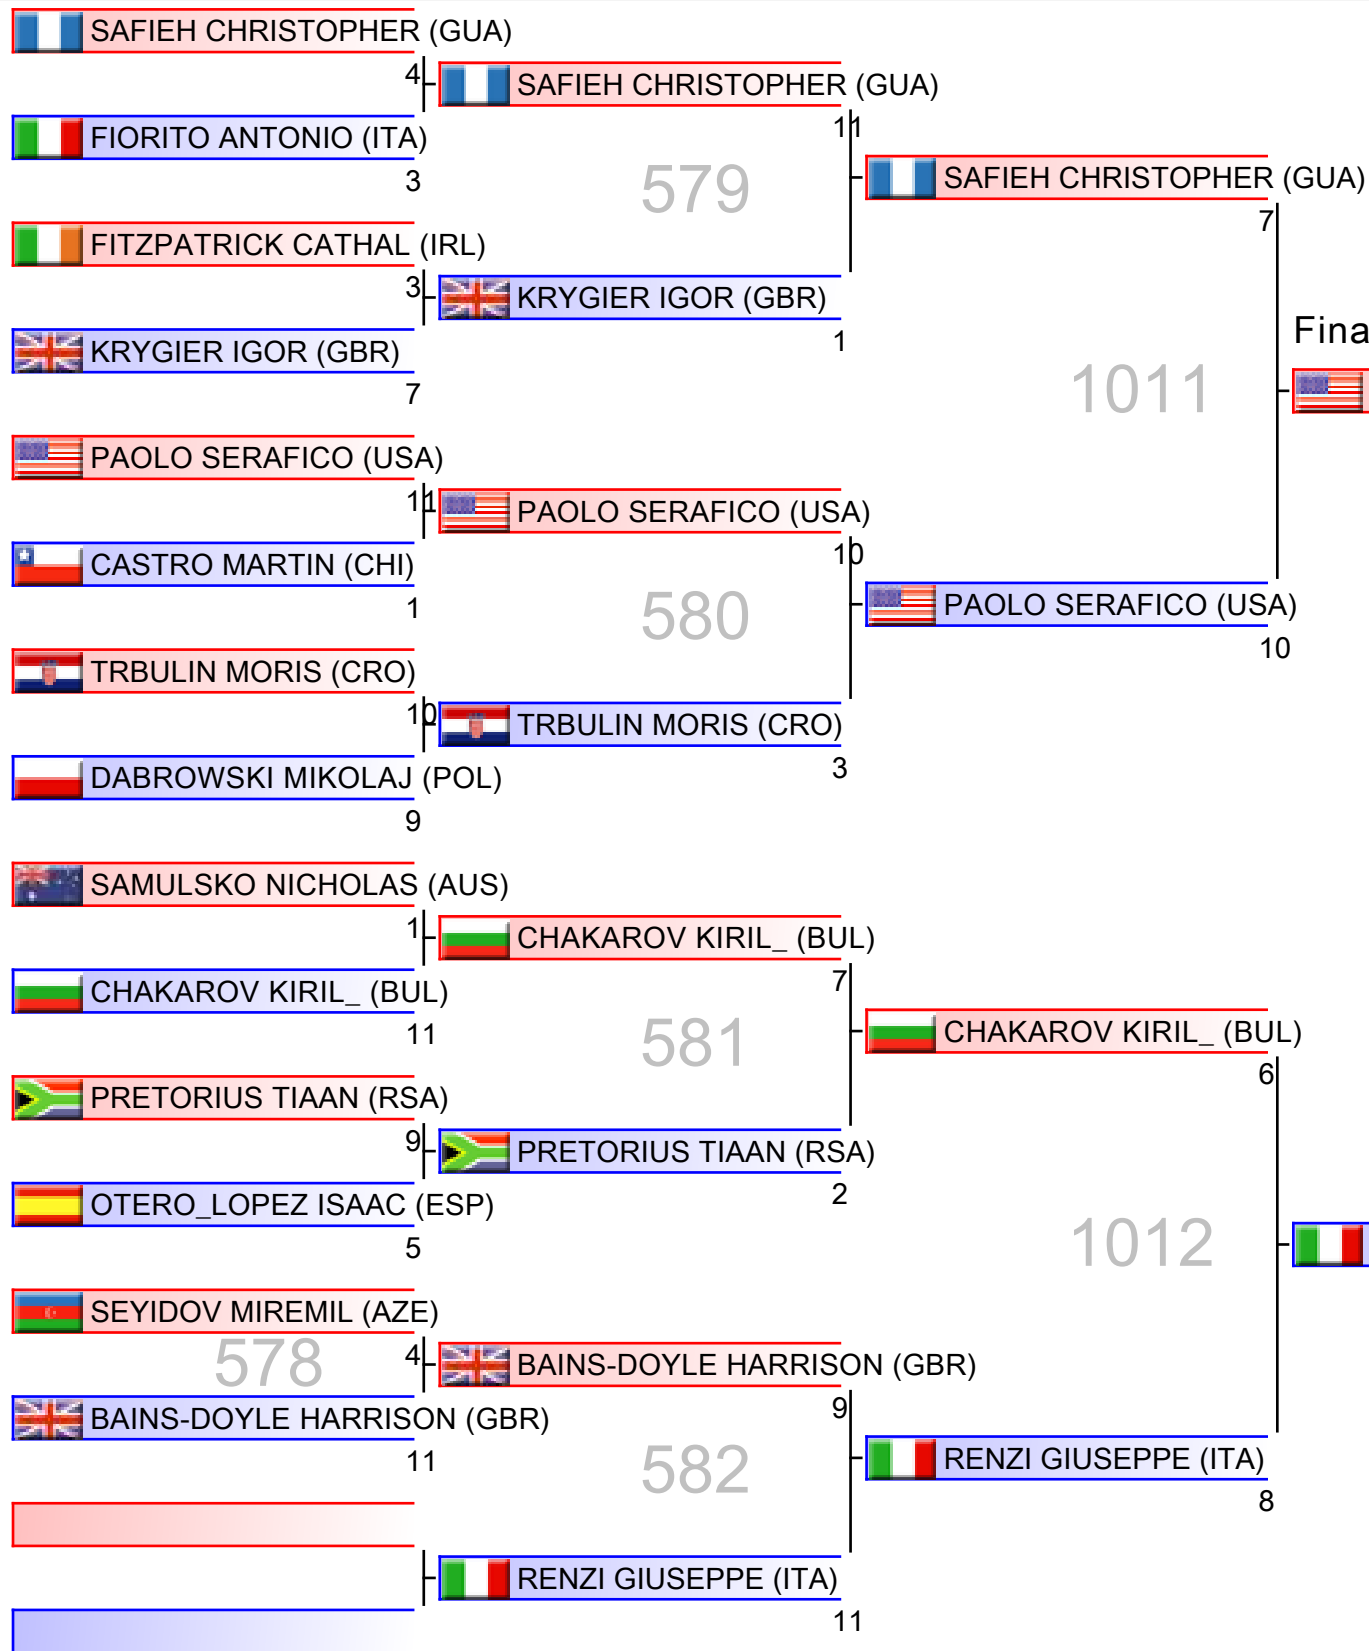 SAFIEH CHRISTOPHER (GUA)
4
SAFIEH CHRISTOPHER (GUA)
11
FIORITO ANTONIO (ITA)
3
579
SAFIEH CHRISTOPHER (GUA)
7
FITZPATRICK CATHAL (IRL)
3
KRYGIER IGOR (GBR)
1
KRYGIER IGOR (GBR)
7
Fina
1011
PAOLO SERAFICO (USA)
11
PAOLO SERAFICO (USA)
10
CASTRO MARTIN (CHI)
1
580
PAOLO SERAFICO (USA)
10
TRBULIN MORIS (CRO)
10
TRBULIN MORIS (CRO)
3
DABROWSKI MIKOLAJ (POL)
9
SAMULSKO NICHOLAS (AUS)
1
CHAKAROV KIRIL_ (BUL)
7
CHAKAROV KIRIL_ (BUL)
11
581
CHAKAROV KIRIL_ (BUL)
6
PRETORIUS TIAAN (RSA)
9
PRETORIUS TIAAN (RSA)
2
OTERO_LOPEZ ISAAC (ESP)
5
1012
SEYIDOV MIREMIL (AZE)
578
4
BAINS-DOYLE HARRISON (GBR)
9
BAINS-DOYLE HARRISON (GBR)
11
582
RENZI GIUSEPPE (ITA)
8
RENZI GIUSEPPE (ITA)
11